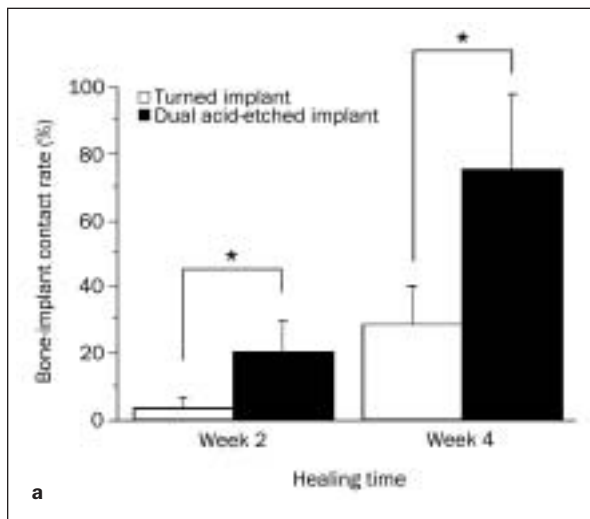 *
100
Turned implant
Dual acid-etched implant
80
60
40
20
0
*
Bone-implant contact rate (%)
Week 2
Week 4
Healing time
a